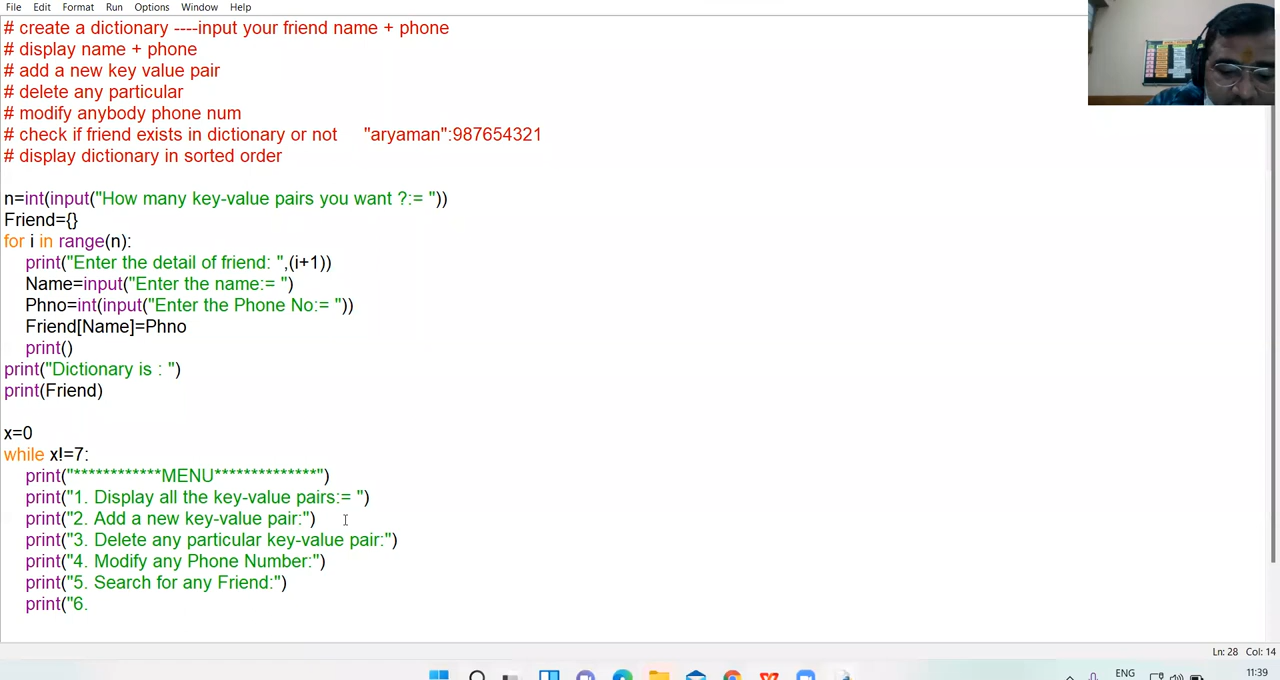 File Edit Format Run Options Window Help
# create a dictionary ----input your friend name + phone
# display name + phone
# add a new key value pair
# delete any particular
# modify anybody phone num
# check if friend exists in dictionary or not "aryaman":987654321
# display dictionary in sorted order
n=int(input("How many key-value pairs you want ?:= "))
Friend={}
for i in range(n):
print("Enter the detail of friend: ",(i+1))
Name=input("Enter the name:= ")
Phno=int(input("Enter the Phone No:= "))
Friend[Name]=Phno
print()
print("Dictionary is : ")
print(Friend)
x=0
while x!=7:
print("************MENU**************")
print("1. Display all the key-value pairs:= ")
print("2. Add a new key-value pair:")
print("3. Delete any particular key-value pair:")
print("4. Modify any Phone Number:")
print("5. Search for any Friend:")
print("6.
Ln: 28 Col: 14
ENG
11:39